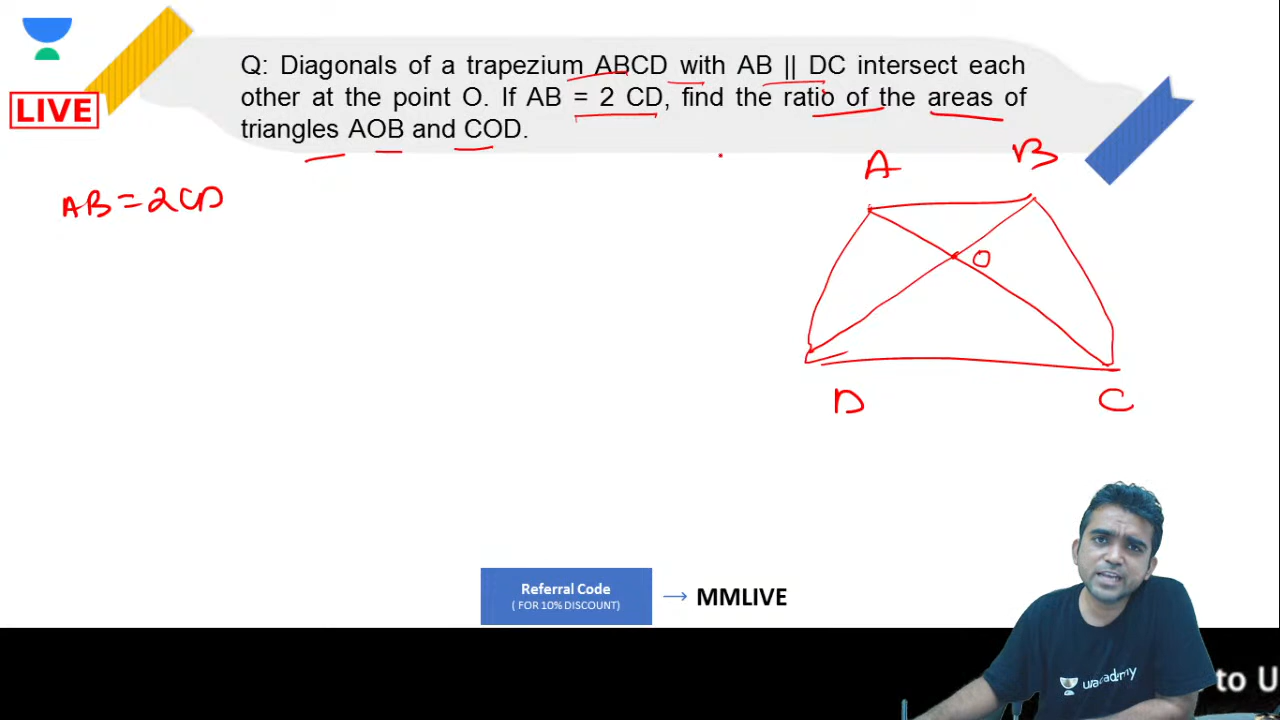 LIVE
Q: Diagonals of a trapezium ABCD with AB || DC intersect each
other at the point O. If AB = 2 CD, find the ratio of the areas of
triangles AOB and COD.
AB = 2CD
A
B
O
D
C
Referral Code
( FOR 10% DISCOUNT)
→ MMLIVE
unacademy
to U